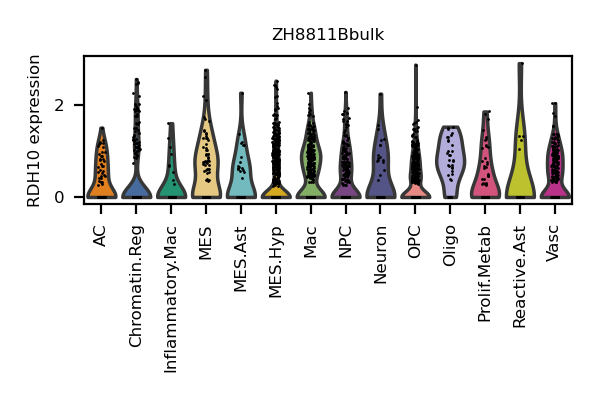 ZH8811Bbulk
RDH10 expression
2
0
AC
Chromatin.Reg
Inflammatory.Mac
MES
MES.Ast
MES.Hyp
Mac
NPC
Neuron
OPC
Oligo
Prolif.Metab
Reactive.Ast
Vasc